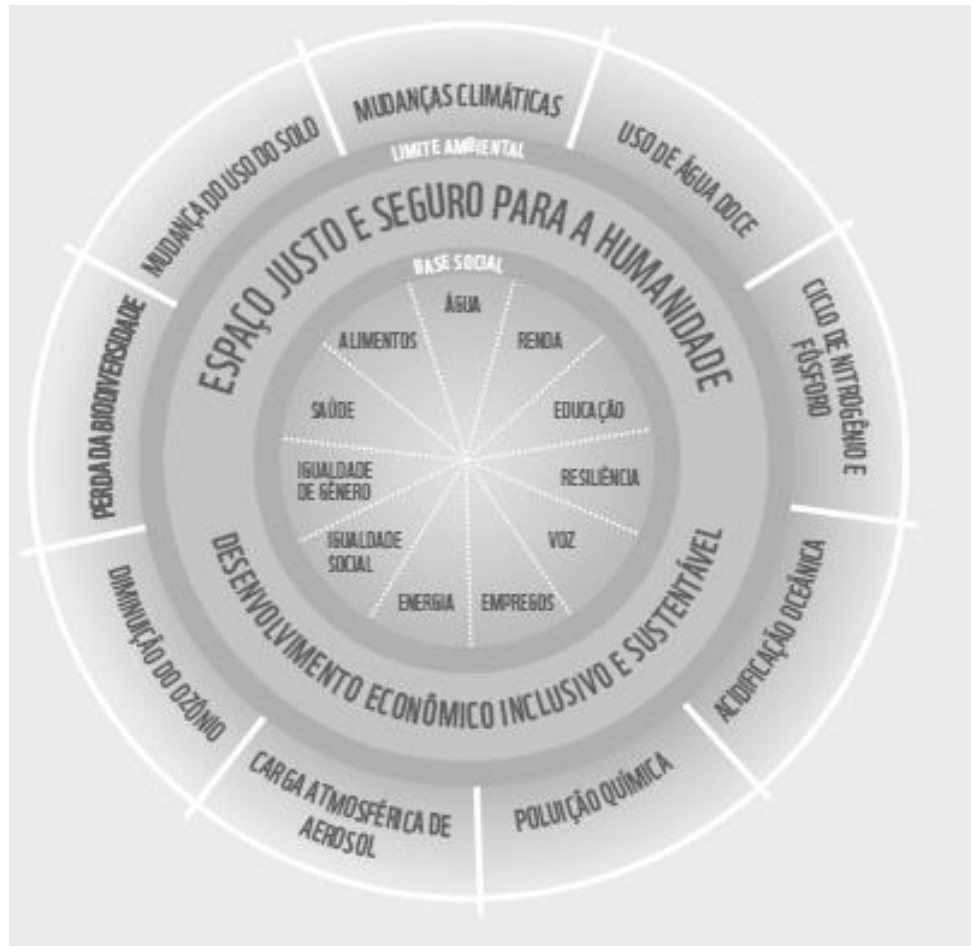 MUDANÇAS CLIMÁTICAS
USO DE ÁGUA DOCE
CICLO DE NITROGÊNIO E
FÓSFORO
ACIDIFICAÇÃO OCEÂNICA
POLUIÇÃO QUÍMICA
CARGA ATMOSFÉRICA DE
AEROSOL
DIMINUIÇÃO DO OZÔNIO
PERDA DA BIODIVERSIDADE
MUDANÇA DO USO DO SOLO
LIMITE AMBIENTAL
ESPAÇO JUSTO E SEGURO PARA A HUMANIDADE
DESENVOLVIMENTO ECONÔMICO INCLUSIVO E SUSTENTÁVEL
BASE SOCIAL
ÁGUA
RENDA
EDUCAÇÃO
RESILIÊNCIA
VOZ
EMPREGOS
ENERGIA
IGUALDADE
SOCIAL
IGUALDADE
DE GÊNERO
SAÚDE
ALIMENTOS